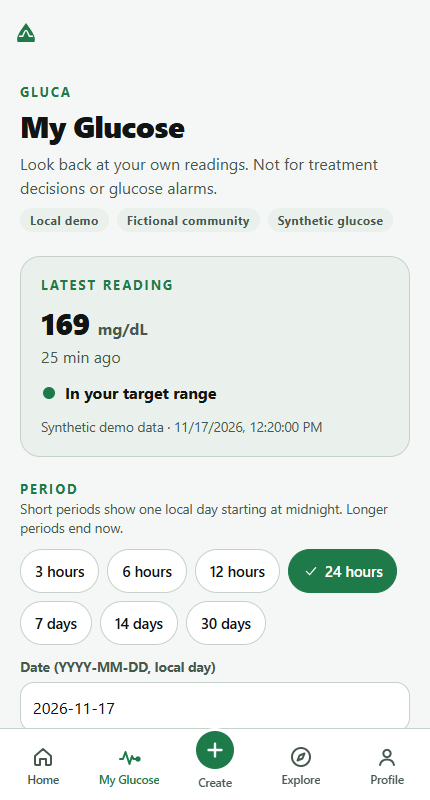 GLUCA
My Glucose
Look back at your own readings. Not for treatment
decisions or glucose alarms.
Local demo Fictional community Synthetic glucose
LATEST READING
169 mg/dL
25 min ago
In your target range
Synthetic demo data · 11/17/2026, 12:20:00 PM
PERIOD
Short periods show one local day starting at midnight. Longer
periods end now.
3 hours 6 hours 12 hours 24 hours
7 days 14 days 30 days
Date (YYYY-MM-DD, local day)
2026-11-17
Home My Glucose Create Explore Profile